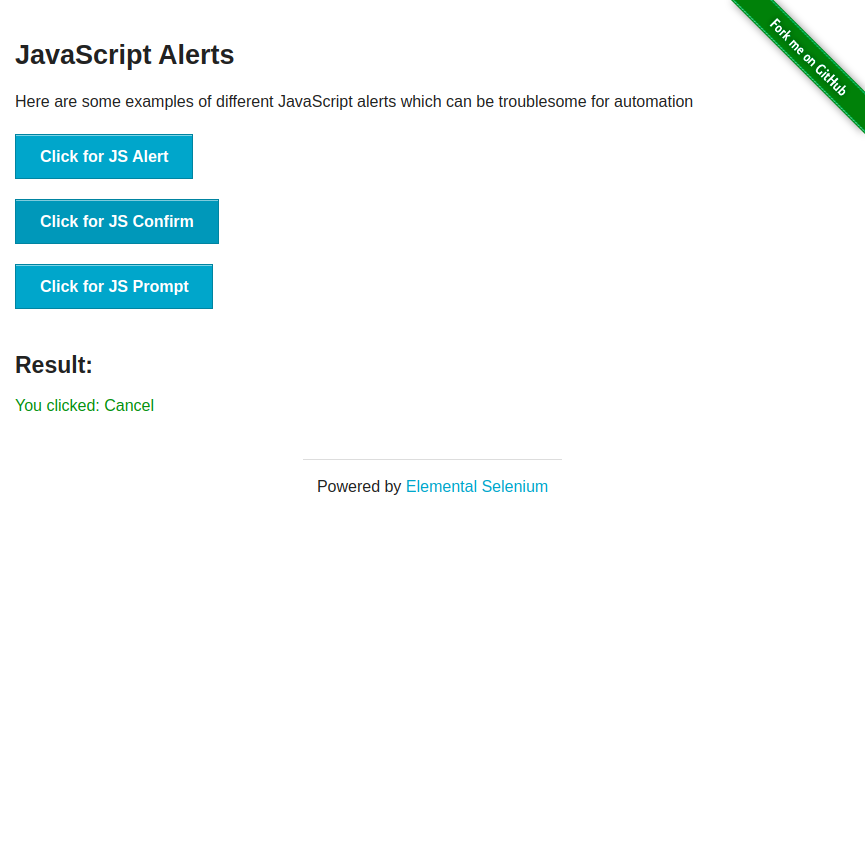 Fork me on GitHub
JavaScript Alerts
Here are some examples of different JavaScript alerts which can be troublesome for automation
Click for JS Alert
Click for JS Confirm
Click for JS Prompt
Result:
You clicked: Cancel
Powered by Elemental Selenium